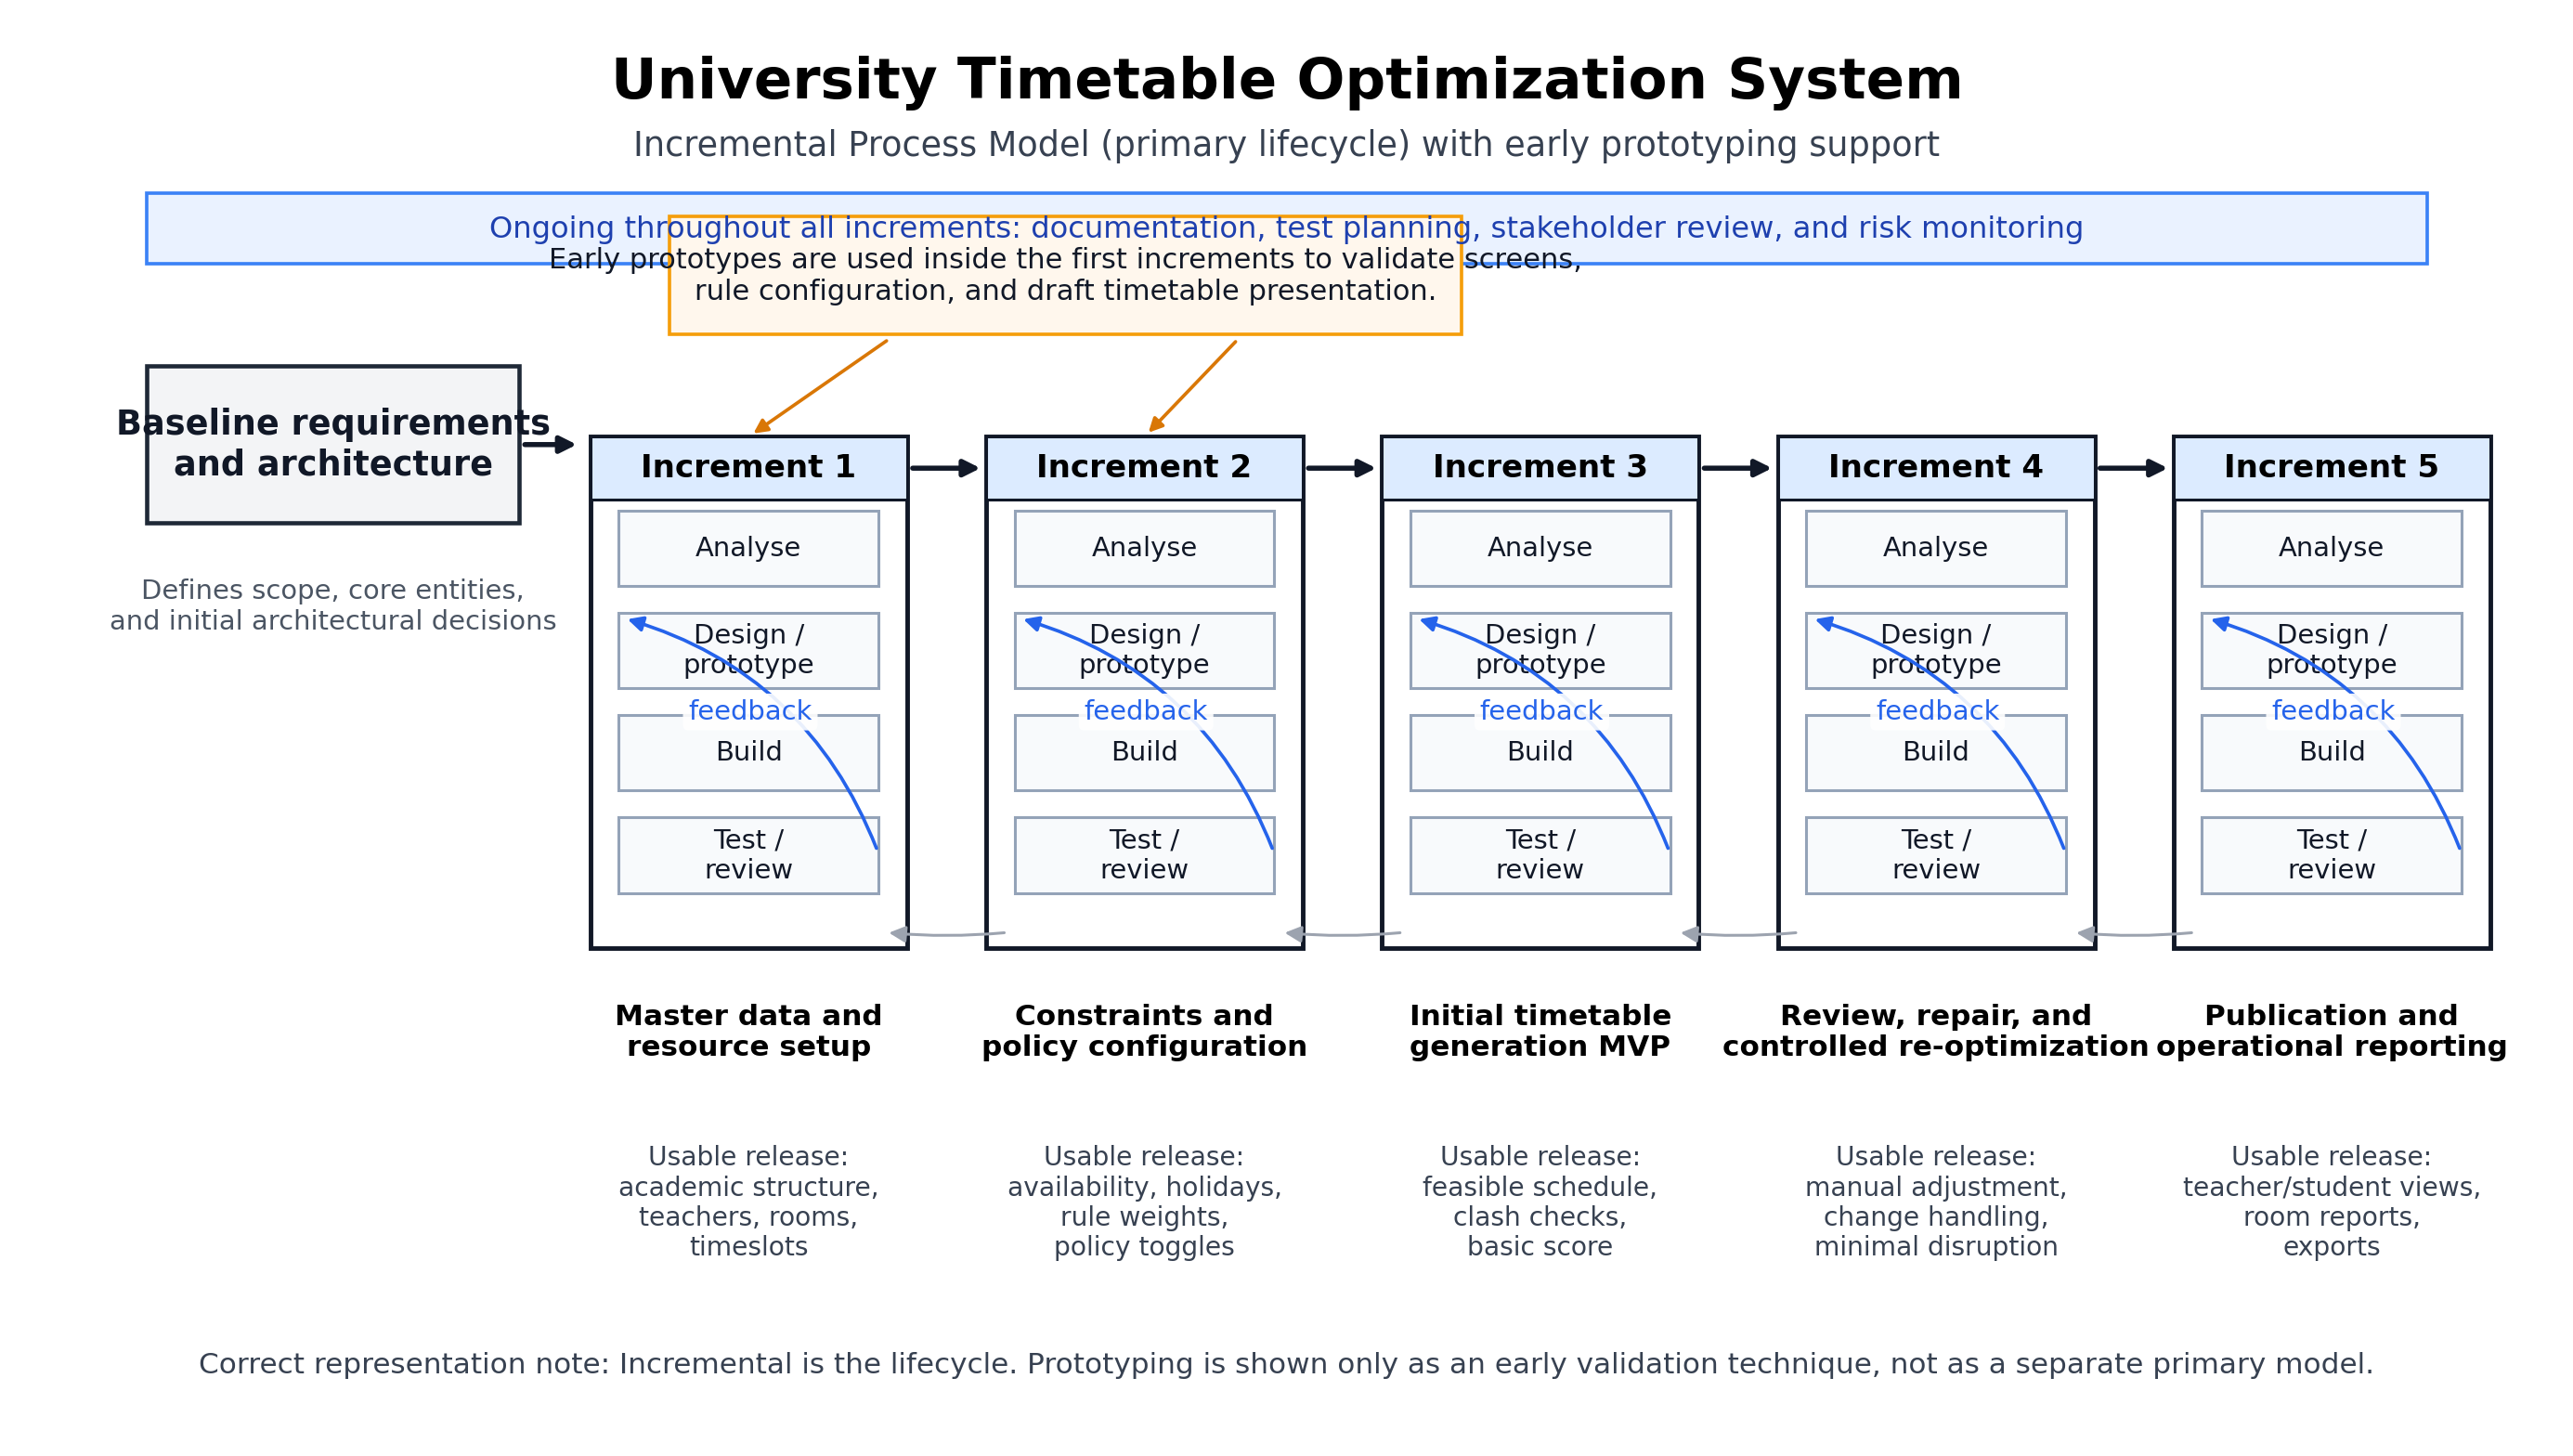 University Timetable Optimization System
Incremental Process Model (primary lifecycle) with early prototyping support
Ongoing throughout all increments: documentation, test planning, stakeholder review, and risk monitoring
Early prototypes are used inside the first increments to validate screens,
rule configuration, and draft timetable presentation.
Baseline requirements
and architecture
Defines scope, core entities,
and initial architectural decisions
Increment 1
Analyse
Design /
prototype
feedback
Build
Test /
review
Master data and
resource setup
Usable release:
academic structure,
teachers, rooms,
timeslots
Increment 2
Analyse
Design /
prototype
feedback
Build
Test /
review
Constraints and
policy configuration
Usable release:
availability, holidays,
rule weights,
policy toggles
Increment 3
Analyse
Design /
prototype
feedback
Build
Test /
review
Initial timetable
generation MVP
Usable release:
feasible schedule,
clash checks,
basic score
Increment 4
Analyse
Design /
prototype
feedback
Build
Test /
review
Review, repair, and
controlled re-optimization
Usable release:
manual adjustment,
change handling,
minimal disruption
Increment 5
Analyse
Design /
prototype
feedback
Build
Test /
review
Publication and
operational reporting
Usable release:
teacher/student views,
room reports,
exports
Correct representation note: Incremental is the lifecycle. Prototyping is shown only as an early validation technique, not as a separate primary model.